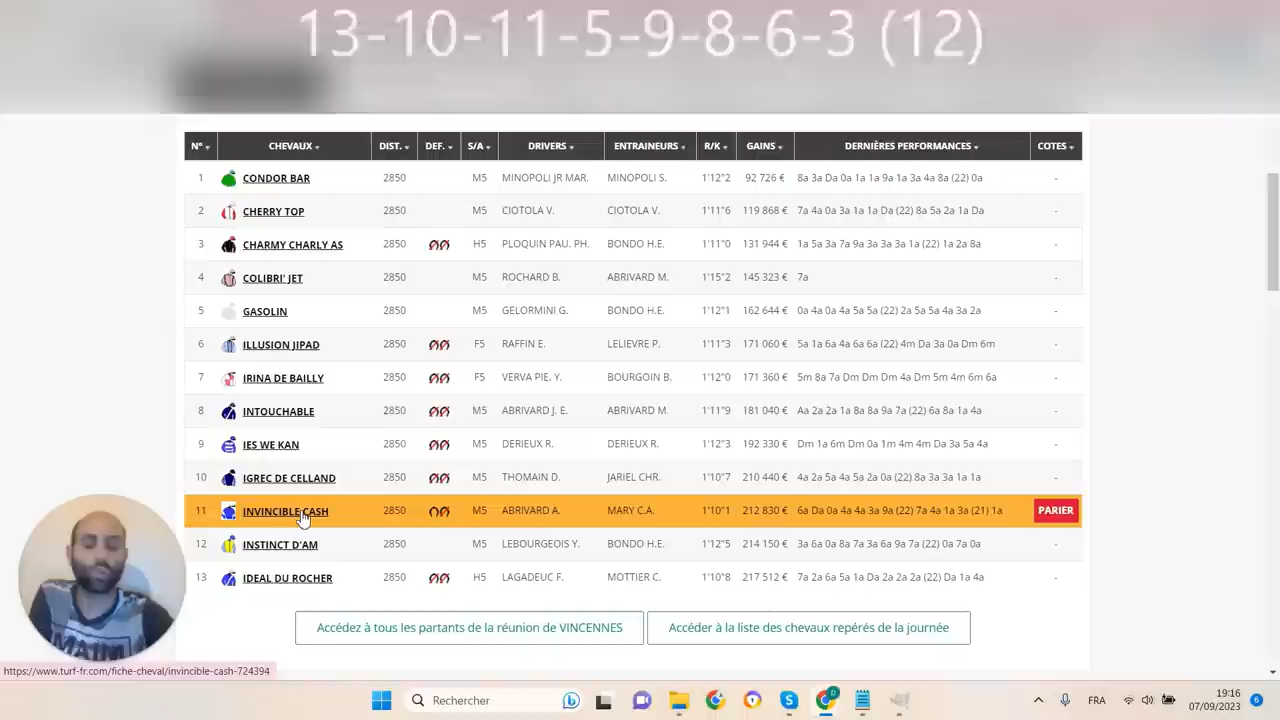 13-10-11-5-9-8-6-3 (12)
N° CHEVAUX DIST. DEF. S/A DRIVERS ENTRAINEURS R/K GAINS DERNIÈRES PERFORMANCES COTES
1 CONDOR BAR 2850 M5 MINOPOLI JR MAR. MINOPOLI S. 1'12"2 92 726 € 8a 3a Da 0a 1a 1a 9a 1a 3a 4a 8a (22) 0a -
2 CHERRY TOP 2850 M5 CIOTOLA V. CIOTOLA V. 1'11"6 119 868 € 7a 4a 0a 3a 1a 1a Da (22) 8a 5a 2a 1a Da -
3 CHARMY CHARLY AS 2850 H5 PLOQUIN PAU. PH. BONDO H.E. 1'11"0 131 944 € 1a 5a 3a 7a 9a 3a 3a 3a 1a (22) 1a 2a 8a -
4 COLIBRI' JET 2850 M5 ROCHARD B. ABRIVARD M. 1'15"2 145 323 € 7a -
5 GASOLIN 2850 M5 GELORMINI G. BONDO H.E. 1'12"1 162 644 € 0a 4a 0a 4a 5a 5a (22) 2a 5a 5a 4a 3a 2a -
6 ILLUSION JIPAD 2850 F5 RAFFIN E. LELIEVRE P. 1'11"3 171 060 € 5a 1a 6a 4a 6a 6a (22) 4m Da 3a 0a Dm 6m -
7 IRINA DE BAILLY 2850 F5 VERVA PIE. Y. BOURGOIN B. 1'12"0 171 360 € 5m 8a 7a Dm Dm Dm 4a Dm 5m 4m 6m 6a -
8 INTOUCHABLE 2850 M5 ABRIVARD J. E. ABRIVARD M. 1'11"9 181 040 € Aa 2a 2a 1a 8a 8a 9a 7a (22) 6a 8a 1a 4a -
9 IES WE KAN 2850 M5 DERIEUX R. DERIEUX R. 1'12"3 192 330 € Dm 1a 6m Dm 0a 1m 4m 4m Da 3a 5a 4a -
10 IGREC DE CELLAND 2850 M5 THOMAIN D. JARIEL CHR. 1'10"7 210 440 € 4a 2a 5a 4a 5a 2a 0a (22) 8a 3a 3a 1a 1a -
11 INVINCIBLE CASH 2850 M5 ABRIVARD A. MARY C.A. 1'10"1 212 830 € 6a Da 0a 4a 4a 3a 9a (22) 7a 4a 1a 3a (21) 1a PARIER
12 INSTINCT D'AM 2850 M5 LEBOURGEOIS Y. BONDO H.E. 1'12"5 214 150 € 3a 6a 0a 8a 7a 3a 6a 9a 7a (22) 0a 7a 0a -
13 IDEAL DU ROCHER 2850 H5 LAGADEUC F. MOTTIER C. 1'10"8 217 512 € 7a 2a 6a 5a 1a Da 2a 2a 2a (22) Da 1a 4a -
Accédez à tous les partants de la réunion de VINCENNES
Accéder à la liste des chevaux repérés de la journée
https://www.turf-fr.com/fiche-cheval/invincible-cash-724394
Rechercher
FRA
19:16
07/09/2023
6